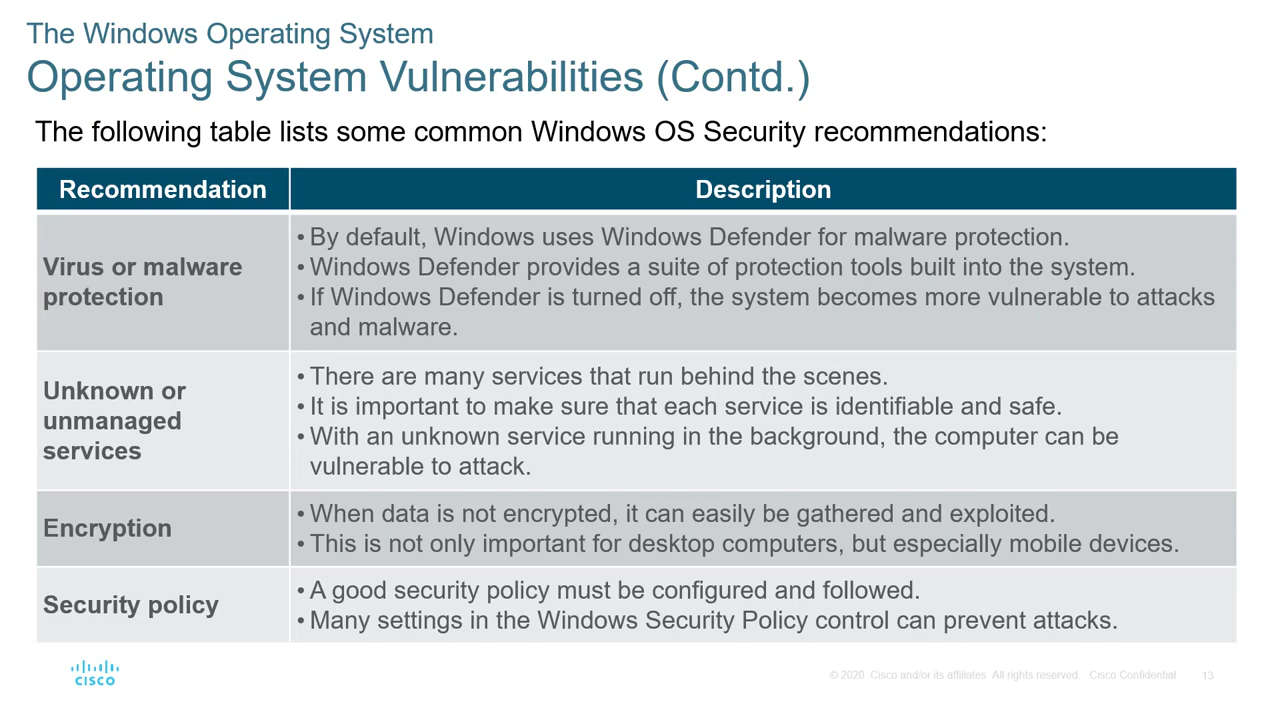 The Windows Operating System
Operating System Vulnerabilities (Contd.)
The following table lists some common Windows OS Security recommendations:
Recommendation
Description
Virus or malware
protection
• By default, Windows uses Windows Defender for malware protection.
• Windows Defender provides a suite of protection tools built into the system.
• If Windows Defender is turned off, the system becomes more vulnerable to attacks
and malware.
Unknown or
unmanaged
services
• There are many services that run behind the scenes.
• It is important to make sure that each service is identifiable and safe.
• With an unknown service running in the background, the computer can be
vulnerable to attack.
Encryption
• When data is not encrypted, it can easily be gathered and exploited.
• This is not only important for desktop computers, but especially mobile devices.
Security policy
• A good security policy must be configured and followed.
• Many settings in the Windows Security Policy control can prevent attacks.
CISCO
© 2020 Cisco and/or its affiliates. All rights reserved. Cisco Confidential
13